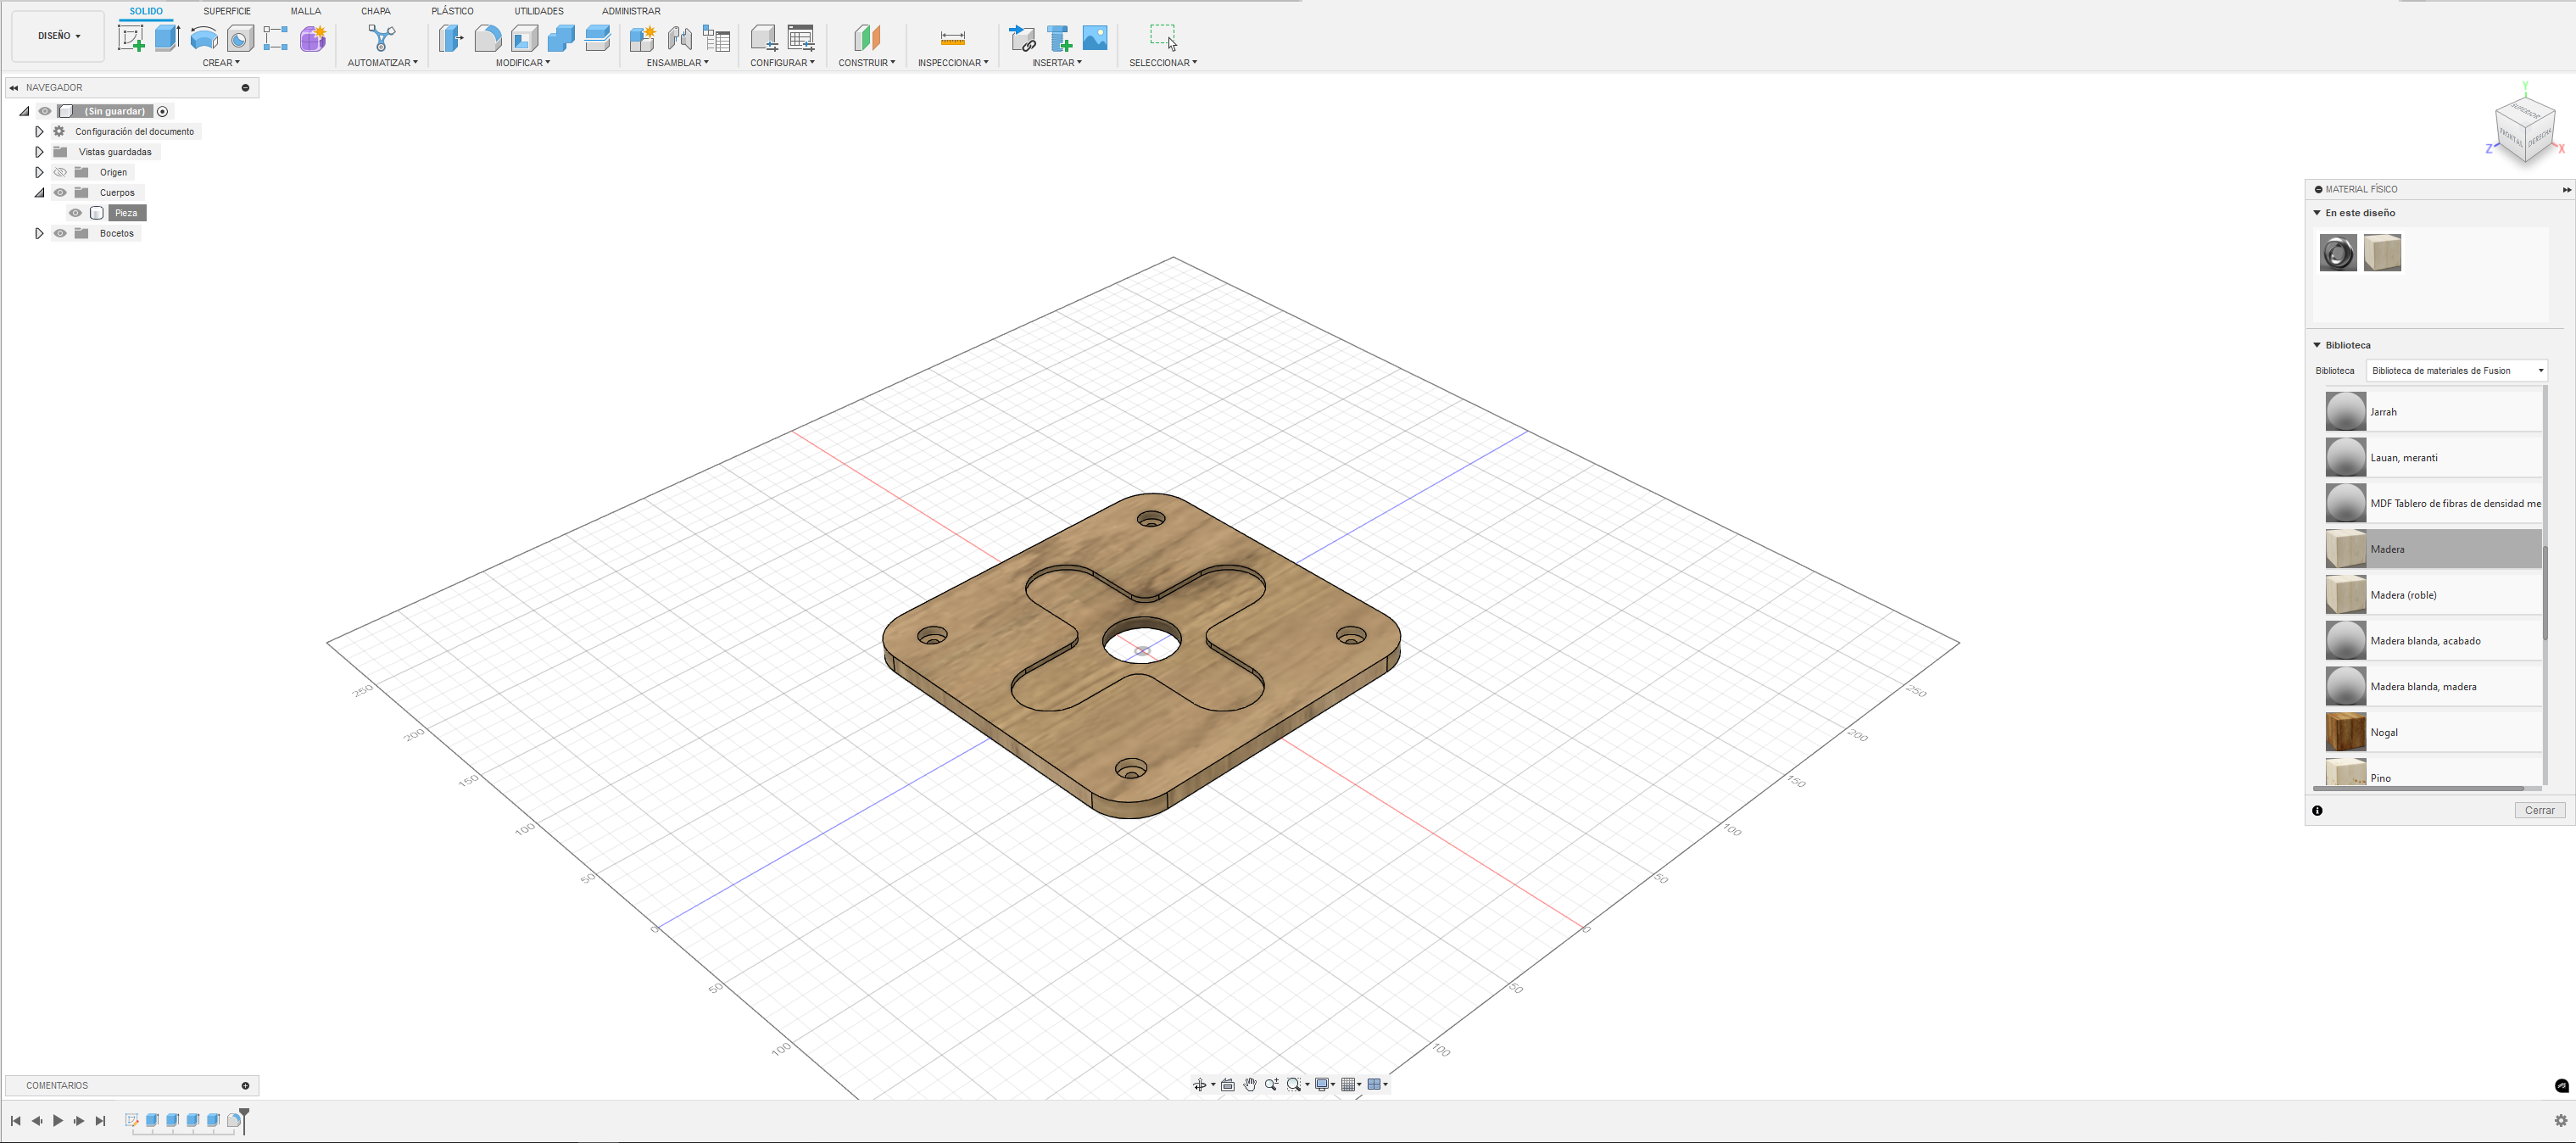 SOLIDO SUPERFICIE MALLA CHAPA PLÁSTICO UTILIDADES ADMINISTRAR
DISEÑO
CREAR AUTOMATIZAR MODIFICAR ENSAMBLAR CONFIGURAR CONSTRUIR INSPECCIONAR INSERTAR SELECCIONAR
NAVEGADOR
(Sin guardar)
Configuración del documento
Vistas guardadas
Origen
Cuerpos
Pieza
Bocetos
Y
SUPERIOR
FRONTAL
DERECHA
Z
X
MATERIAL FÍSICO
En este diseño
Biblioteca
Biblioteca Biblioteca de materiales de Fusion
Jarrah
Lauan, meranti
MDF Tablero de fibras de densidad me
Madera
Madera (roble)
Madera blanda, acabado
Madera blanda, madera
Nogal
Pino
Cerrar
250
200
150
100
50
0
50
100
250
200
150
100
50
0
50
100
COMENTARIOS